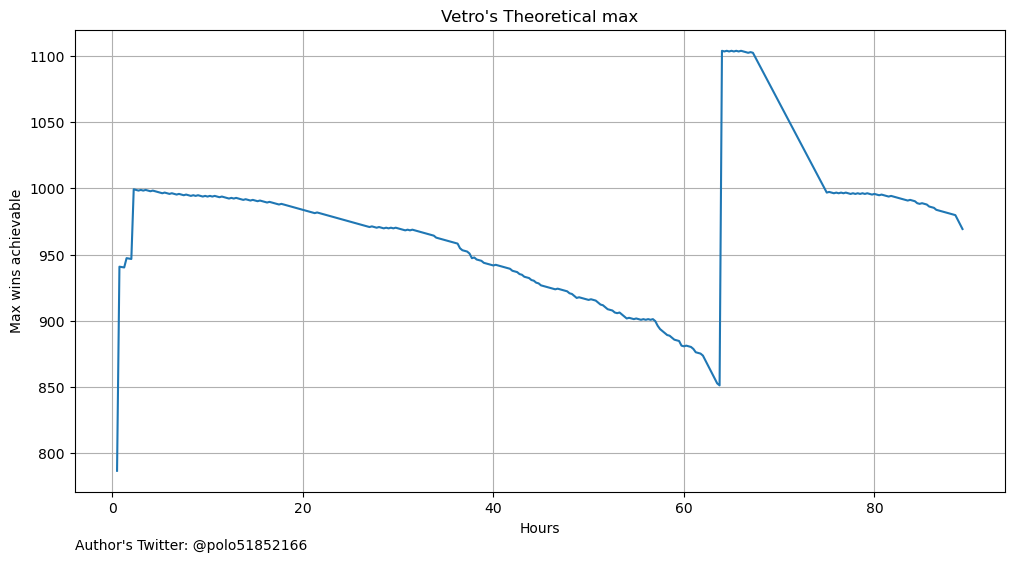 Vetro's Theoretical max
Max wins achievable
1100
1050
1000
950
900
850
800
0 20 40 60 80
Hours
Author's Twitter: @polo51852166